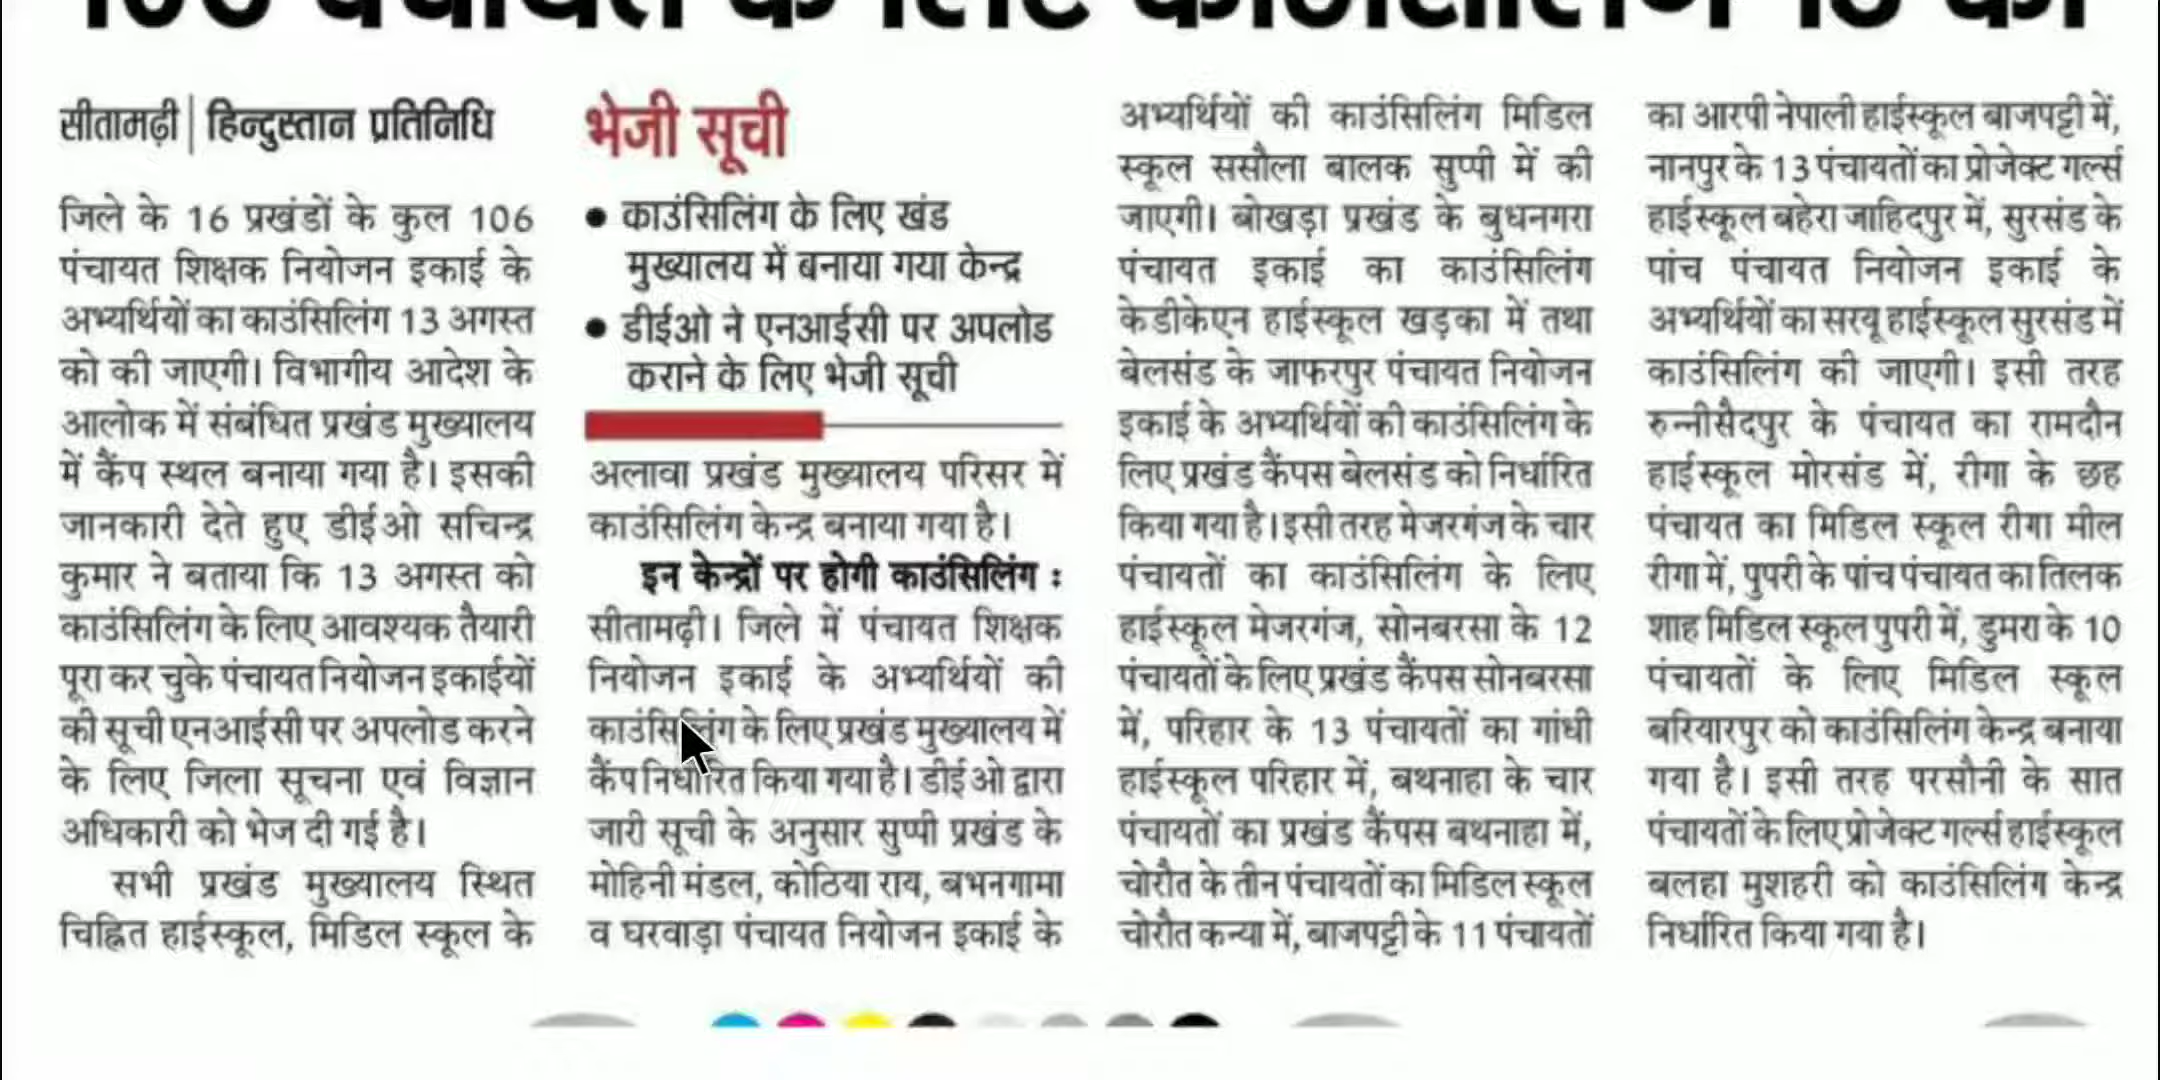 पंचायत के लिए काउंसिलिंग 13 को
सीतामढ़ी | हिन्दुस्तान प्रतिनिधि
जिले के 16 प्रखंडों के कुल 106
पंचायत शिक्षक नियोजन इकाई के
अभ्यर्थियों का काउंसिलिंग 13 अगस्त
को की जाएगी। विभागीय आदेश के
आलोक में संबंधित प्रखंड मुख्यालय
में कैंप स्थल बनाया गया है। इसकी
जानकारी देते हुए डीईओ सचिन्द्र
कुमार ने बताया कि 13 अगस्त को
काउंसिलिंग के लिए आवश्यक तैयारी
पूरा कर चुके पंचायत नियोजन इकाईयों
की सूची एनआईसी पर अपलोड करने
के लिए जिला सूचना एवं विज्ञान
अधिकारी को भेज दी गई है।
सभी प्रखंड मुख्यालय स्थित
चिह्नित हाईस्कूल, मिडिल स्कूल के
भेजी सूची
● काउंसिलिंग के लिए खंड
मुख्यालय में बनाया गया केन्द्र
● डीईओ ने एनआईसी पर अपलोड
कराने के लिए भेजी सूची
अलावा प्रखंड मुख्यालय परिसर में
काउंसिलिंग केन्द्र बनाया गया है।
इन केन्द्रों पर होगी काउंसिलिंग :
सीतामढ़ी। जिले में पंचायत शिक्षक
नियोजन इकाई के अभ्यर्थियों की
काउंसिलिंग के लिए प्रखंड मुख्यालय में
कैंप निर्धारित किया गया है। डीईओ द्वारा
जारी सूची के अनुसार सुप्पी प्रखंड के
मोहिनी मंडल, कोठिया राय, बभनगामा
व घरवाड़ा पंचायत नियोजन इकाई के
अभ्यर्थियों की काउंसिलिंग मिडिल
स्कूल ससौला बालक सुप्पी में की
जाएगी। बोखड़ा प्रखंड के बुधनगरा
पंचायत इकाई का काउंसिलिंग
केडीकेएन हाईस्कूल खड़का में तथा
बेलसंड के जाफरपुर पंचायत नियोजन
इकाई के अभ्यर्थियों की काउंसिलिंग के
लिए प्रखंड कैंपस बेलसंड को निर्धारित
किया गया है। इसी तरह मेजरगंज के चार
पंचायतों का काउंसिलिंग के लिए
हाईस्कूल मेजरगंज, सोनबरसा के 12
पंचायतों के लिए प्रखंड कैंपस सोनबरसा
में, परिहार के 13 पंचायतों का गांधी
हाईस्कूल परिहार में, बथनाहा के चार
पंचायतों का प्रखंड कैंपस बथनाहा में,
चोरौत के तीन पंचायतों का मिडिल स्कूल
चोरौत कन्या में, बाजपट्टी के 11 पंचायतों
का आरपी नेपाली हाईस्कूल बाजपट्टी में,
नानपुर के 13 पंचायतों का प्रोजेक्ट गर्ल्स
हाईस्कूल बहेरा जाहिदपुर में, सुरसंड के
पांच पंचायत नियोजन इकाई के
अभ्यर्थियों का सरयू हाईस्कूल सुरसंड में
काउंसिलिंग की जाएगी। इसी तरह
रुन्नीसैदपुर के पंचायत का रामदौन
हाईस्कूल मोरसंड में, रीगा के छह
पंचायत का मिडिल स्कूल रीगा मील
रीगा में, पुपरी के पांच पंचायत का तिलक
शाह मिडिल स्कूल पुपरी में, डुमरा के 10
पंचायतों के लिए मिडिल स्कूल
बरियारपुर को काउंसिलिंग केन्द्र बनाया
गया है। इसी तरह परसौनी के सात
पंचायतों के लिए प्रोजेक्ट गर्ल्स हाईस्कूल
बलहा मुशहरी को काउंसिलिंग केन्द्र
निर्धारित किया गया है।